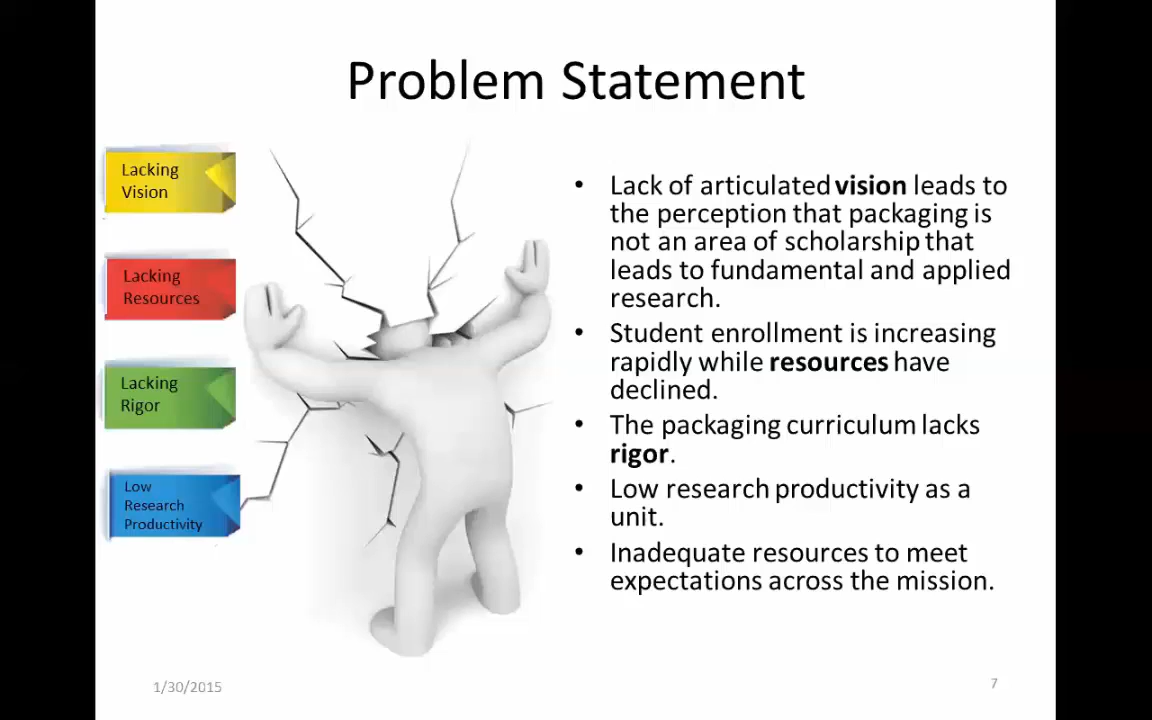 Problem Statement
Lacking
Vision
Lacking
Resources
Lacking
Rigor
Low
Research
Productivity
• Lack of articulated vision leads to
the perception that packaging is
not an area of scholarship that
leads to fundamental and applied
research.
• Student enrollment is increasing
rapidly while resources have
declined.
• The packaging curriculum lacks
rigor.
• Low research productivity as a
unit.
• Inadequate resources to meet
expectations across the mission.
1/30/2015
7